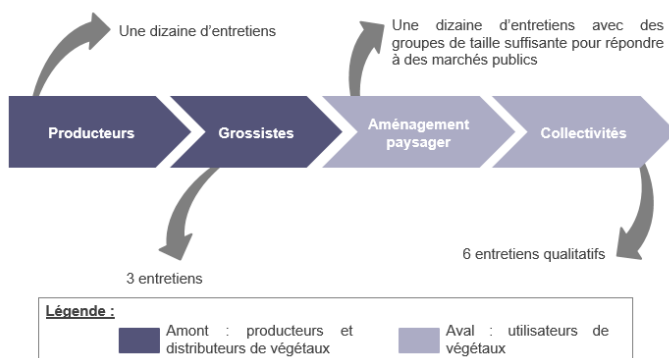 Une dizaine d'entretiens
Une dizaine d'entretiens avec des
groupes de taille suffisante pour répondre
à des marchés publics
Producteurs
Grossistes
Aménagement
paysager
Collectivités
3 entretiens
6 entretiens qualitatifs
Légende :
Amont : producteurs et
distributeurs de végétaux
Aval : utilisateurs de
végétaux